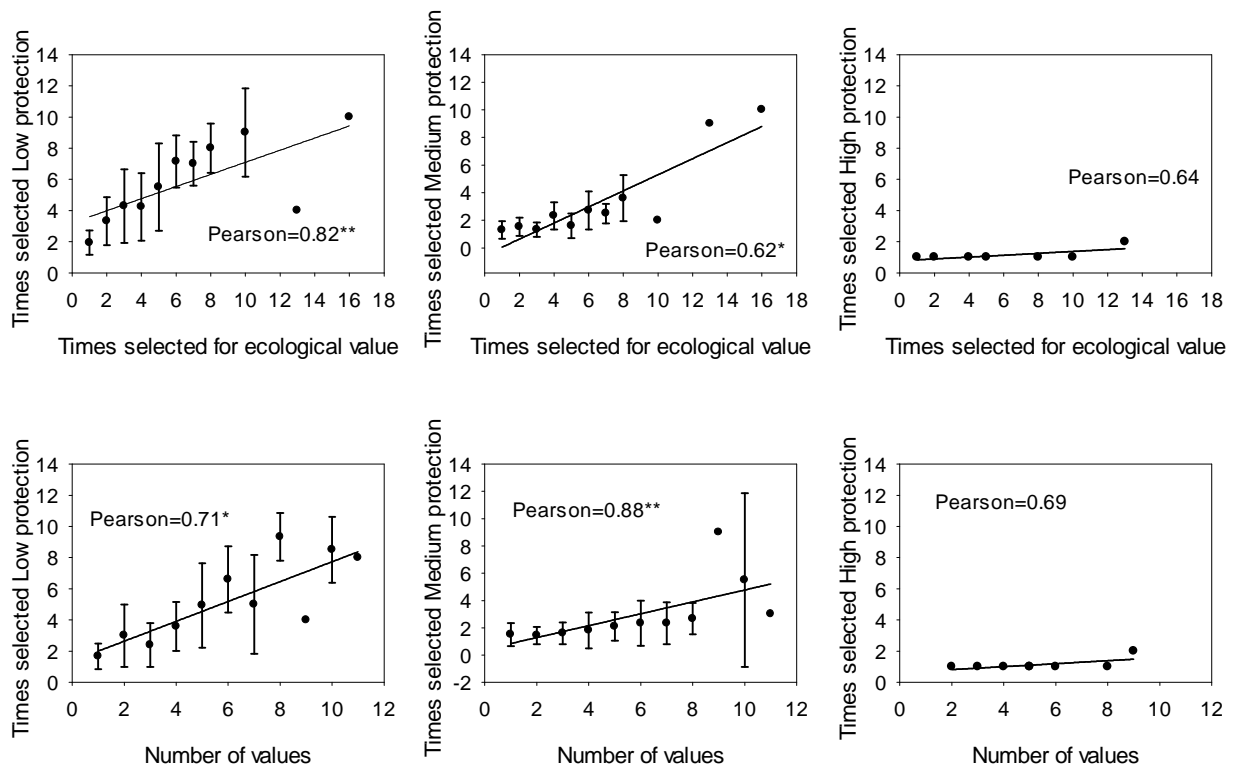 Times selected Low protection
14
12
10
8
6
4
2
0
Pearson=0.82**
0 2 4 6 8 10 12 14 16 18
Times selected for ecological value
Times selected Medium protection
14
12
10
8
6
4
2
0
Pearson=0.62*
0 2 4 6 8 10 12 14 16 18
Times selected for ecological value
Times selected High protection
14
12
10
8
6
4
2
0
Pearson=0.64
0 2 4 6 8 10 12 14 16 18
Times selected for ecological value
Times selected Low protection
14
12
10
8
6
4
2
0
Pearson=0.71*
0 2 4 6 8 10 12
Number of values
Times selected Medium protection
14
12
10
8
6
4
2
0
-2
Pearson=0.88**
0 2 4 6 8 10 12
Number of values
Times selected High protection
14
12
10
8
6
4
2
0
Pearson=0.69
0 2 4 6 8 10 12
Number of values